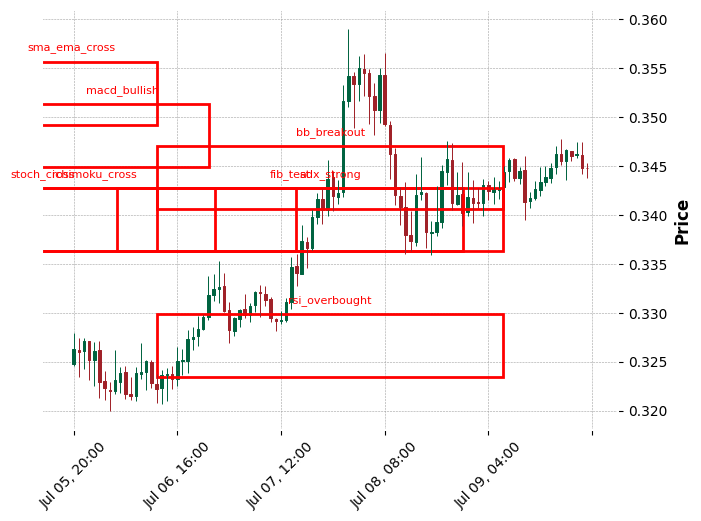 0.360
sma_ema_cross
0.355
macd_bullish
0.350
bb_breakout
0.345
stoch_cross
ichimoku_cross
fib_test
adx_strong
0.340
Price
0.335
rsi_overbought
0.330
0.325
0.320
Jul 05, 20:00
Jul 06, 16:00
Jul 07, 12:00
Jul 08, 08:00
Jul 09, 04:00